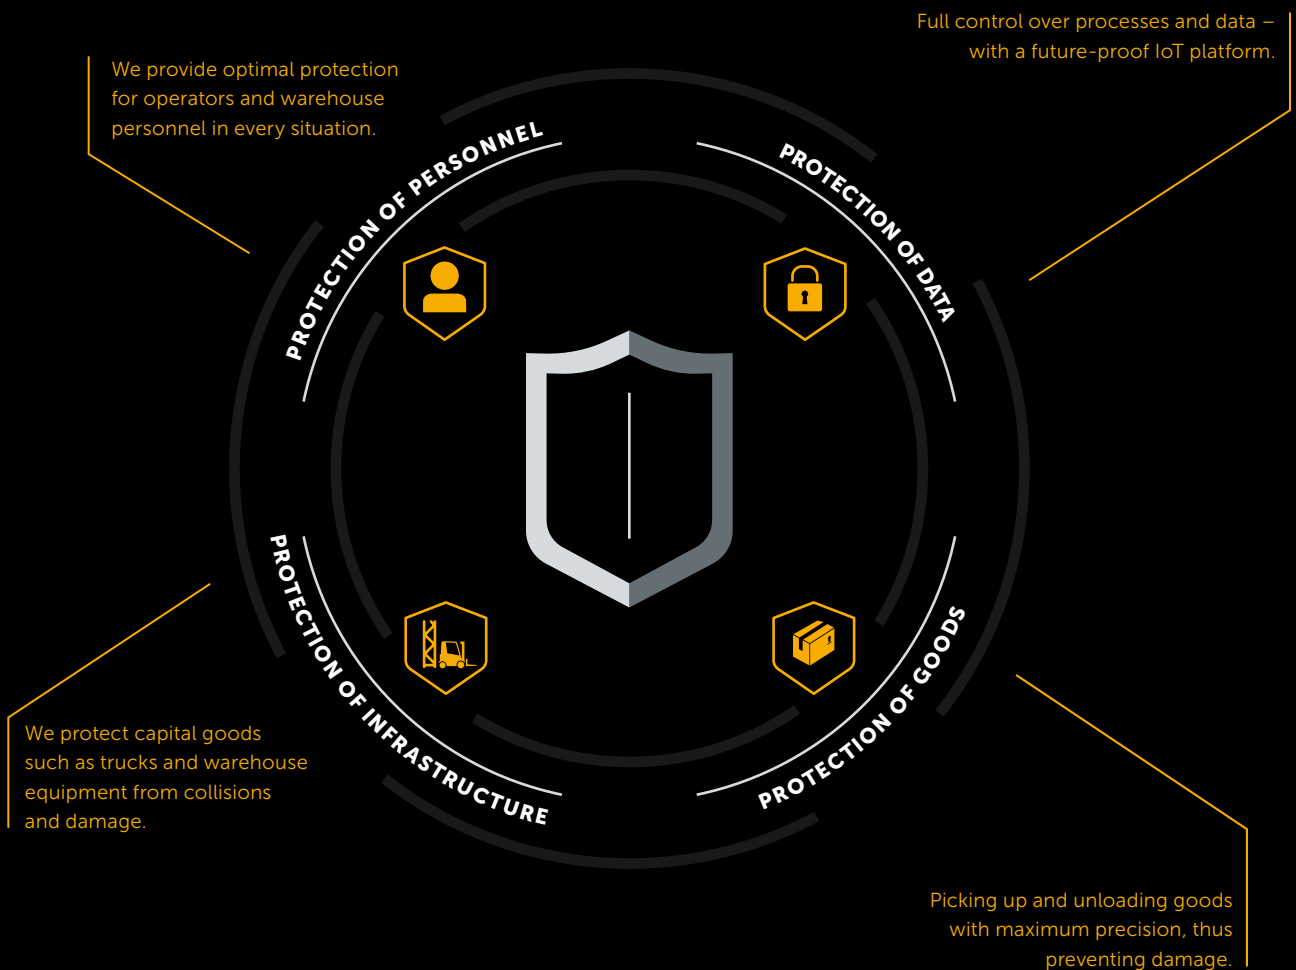 We provide optimal protection
for operators and warehouse
personnel in every situation.
Full control over processes and data –
with a future-proof IoT platform.
PROTECTION OF PERSONNEL
PROTECTION OF DATA
PROTECTION OF INFRASTRUCTURE
PROTECTION OF GOODS
We protect capital goods
such as trucks and warehouse
equipment from collisions
and damage.
Picking up and unloading goods
with maximum precision, thus
preventing damage.